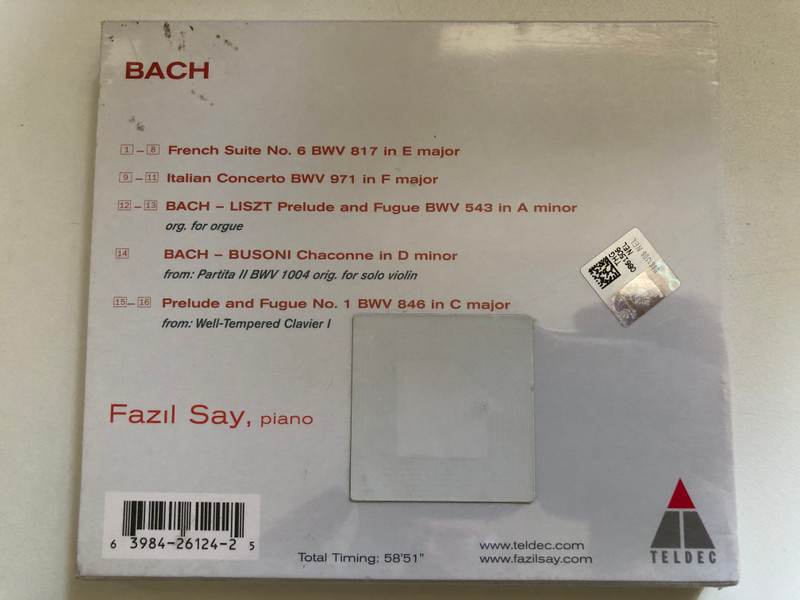 BACH
1 – 8 French Suite No. 6 BWV 817 in E major
9 – 11 Italian Concerto BWV 971 in F major
12 – 13 BACH – LISZT Prelude and Fugue BWV 543 in A minor
org. for orgue
14 BACH – BUSONI Chaconne in D minor
from: Partita II BWV 1004 orig. for solo violin
15 – 16 Prelude and Fugue No. 1 BWV 846 in C major
from: Well-Tempered Clavier I
Fazıl Say, piano
6 3984-26124-2 5
Total Timing: 58'51"
www.teldec.com
www.fazilsay.com
TELDEC